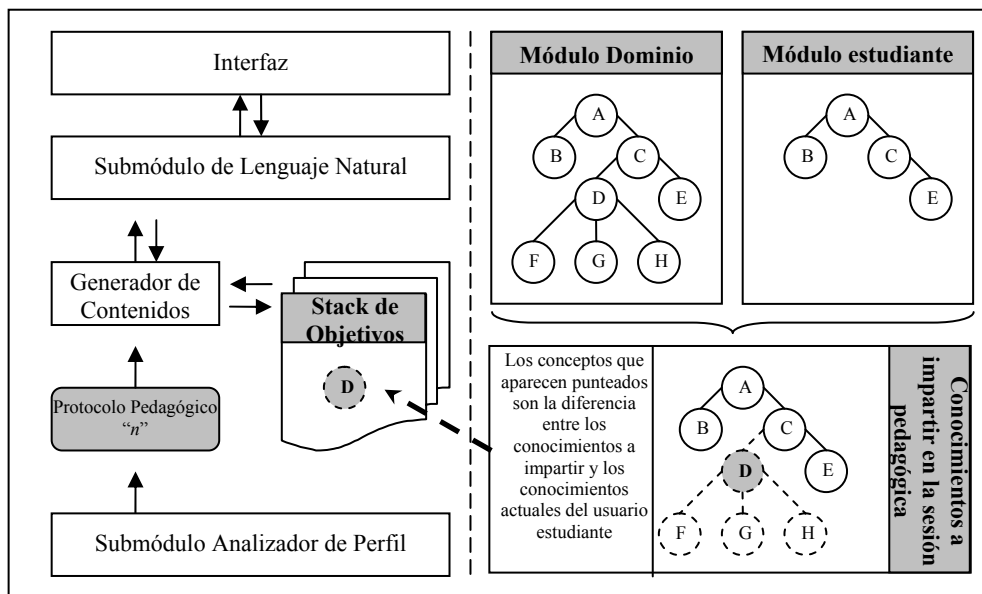 Interfaz
Submódulo de Lenguaje Natural
Generador de
Contenidos
Stack de
Objetivos
D
Protocolo Pedagógico
“n”
Submódulo Analizador de Perfil
Módulo Dominio
A
B
C
D
E
F
G
H
Módulo estudiante
A
B
C
E
Los conceptos que
aparecen punteados
son la diferencia
entre los
conocimientos a
impartir y los
conocimientos
actuales del usuario
estudiante
A
B
C
D
E
F
G
H
Conocimientos a
impartir en la sesión
pedagógica